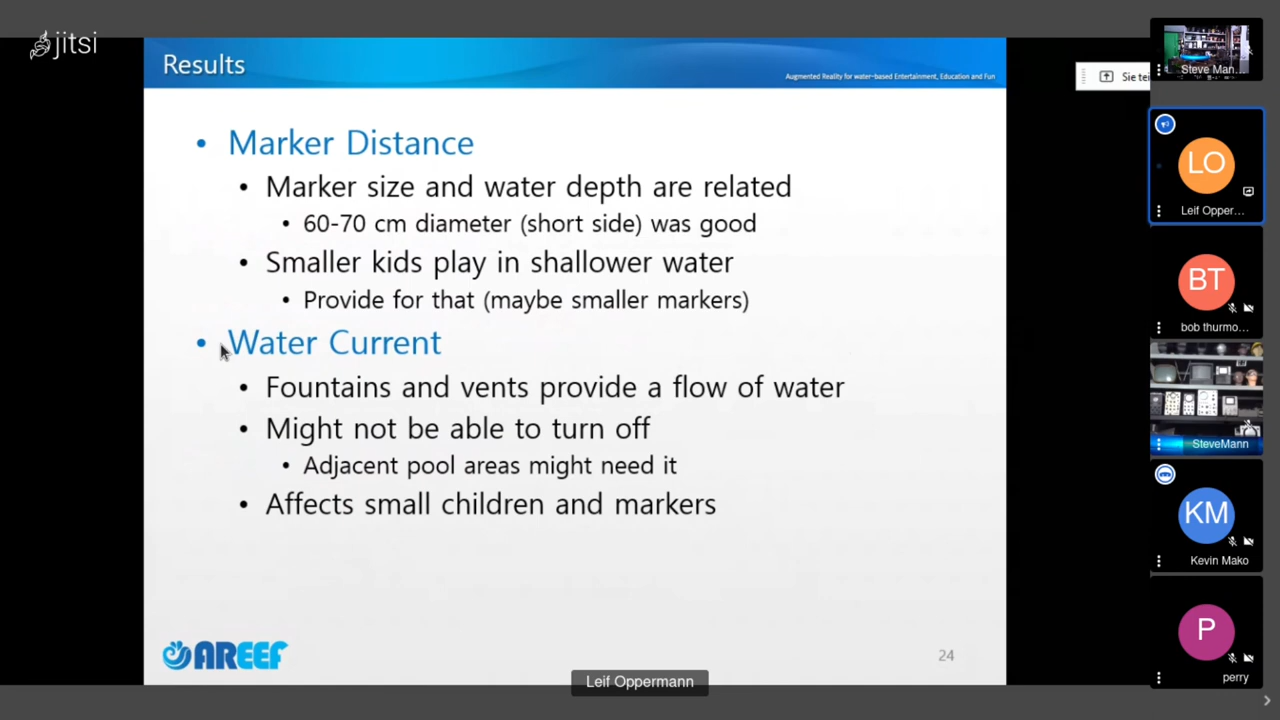 jitsi
Results
Augmented Reality for water-based Entertainment, Education and Fun
• Marker Distance
• Marker size and water depth are related
• 60-70 cm diameter (short side) was good
• Smaller kids play in shallower water
• Provide for that (maybe smaller markers)
• Water Current
• Fountains and vents provide a flow of water
• Might not be able to turn off
• Adjacent pool areas might need it
• Affects small children and markers
AREEF
24
Leif Oppermann
Sie tei
Steve Man...
LO
Leif Opper...
BT
bob thurmo...
SteveMann
KM
Kevin Mako
P
perry